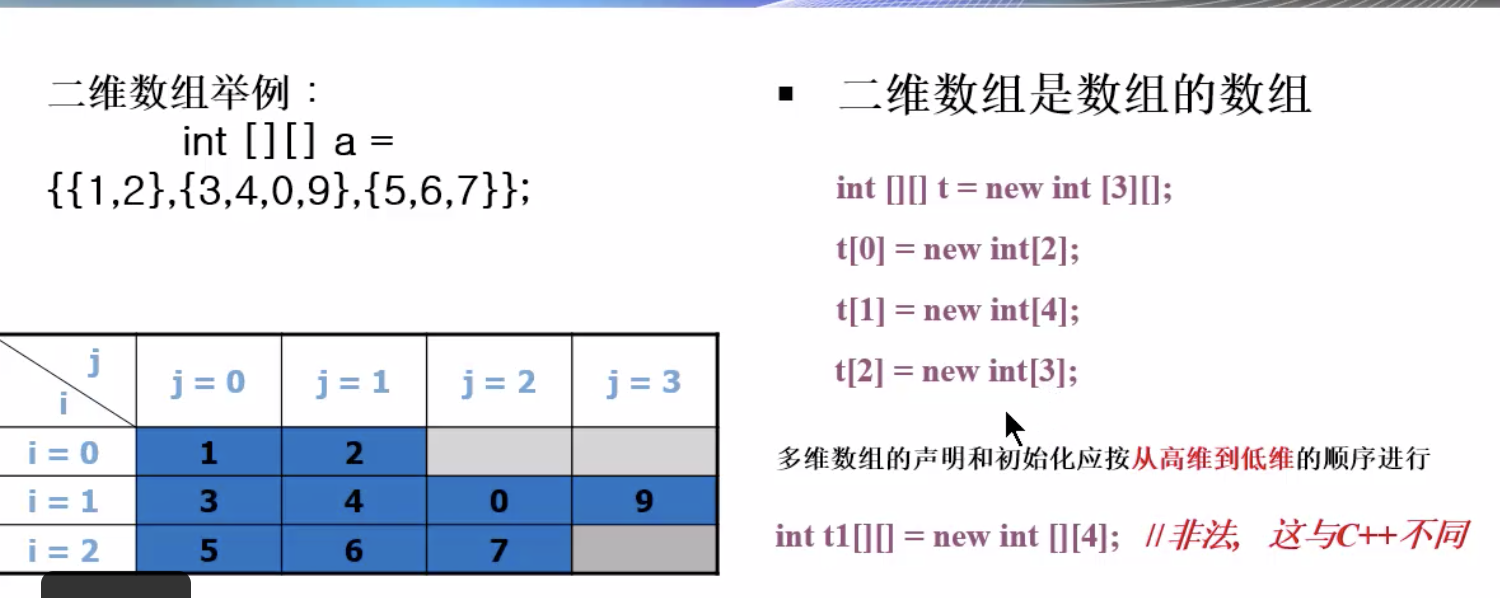 二维数组举例：
int [][] a =
{{1,2},{3,4,0,9},{5,6,7}};
j
i
j = 0 j = 1 j = 2 j = 3
i = 0 1 2
i = 1 3 4 0 9
i = 2 5 6 7
▪ 二维数组是数组的数组
int [][] t = new int [3][];
t[0] = new int[2];
t[1] = new int[4];
t[2] = new int[3];
多维数组的声明和初始化应按从高维到低维的顺序进行
int t1[][] = new int [][4]; //非法，这与C++不同